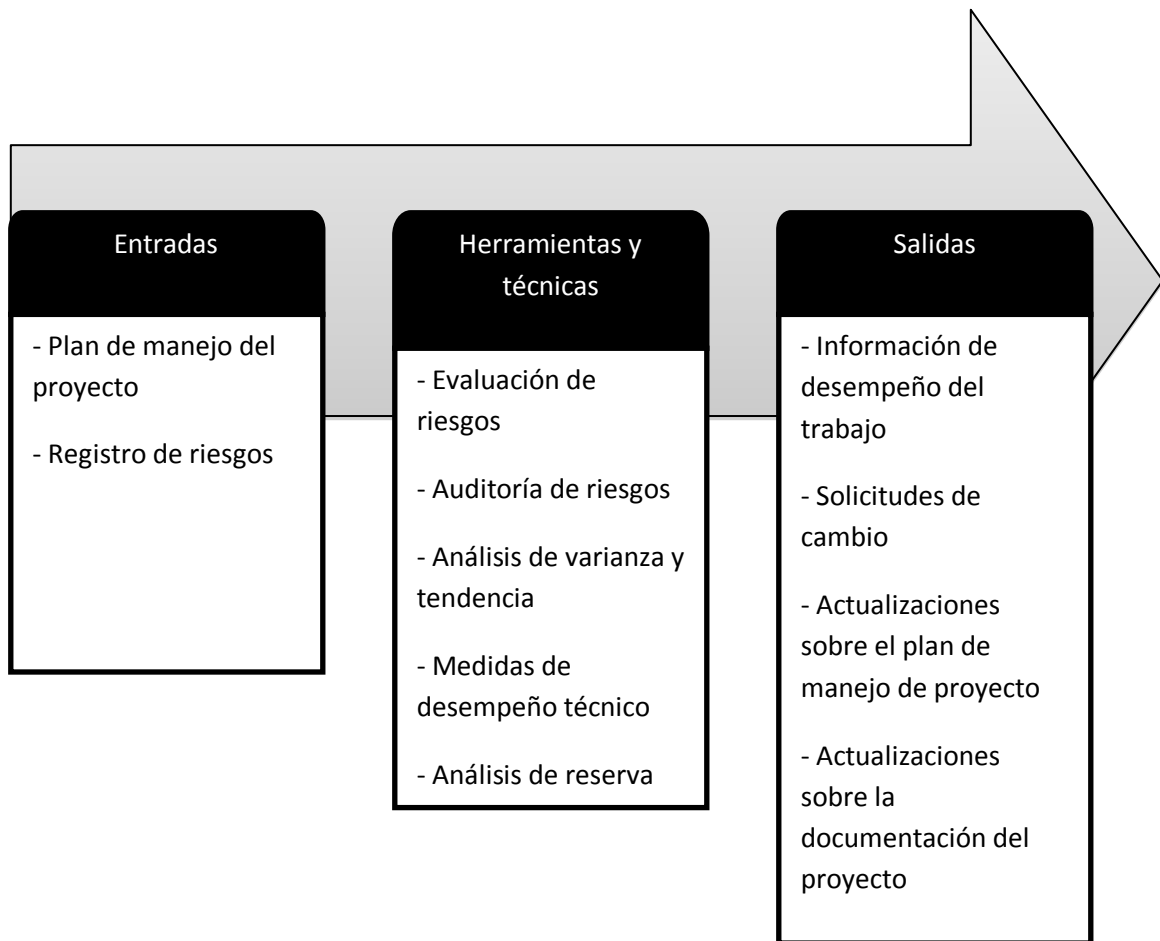 Entradas
- Plan de manejo del
proyecto
- Registro de riesgos
Herramientas y
técnicas
- Evaluación de
riesgos
- Auditoría de riesgos
- Análisis de varianza y
tendencia
- Medidas de
desempeño técnico
- Análisis de reserva
Salidas
- Información de
desempeño del
trabajo
- Solicitudes de
cambio
- Actualizaciones
sobre el plan de
manejo de proyecto
- Actualizaciones
sobre la
documentación del
proyecto